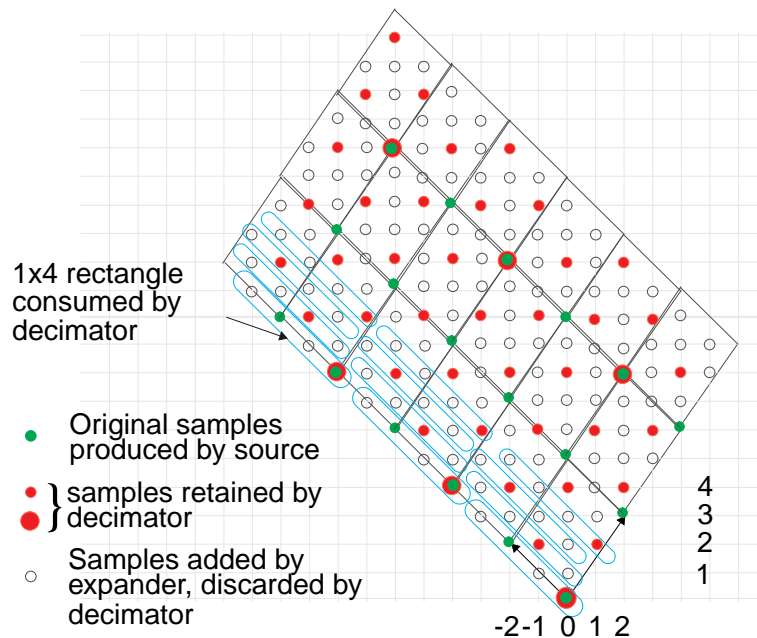 1x4 rectangle
consumed by
decimator
Original samples
produced by source
samples retained by
decimator
Samples added by
expander, discarded by
decimator
4
3
2
1
-2 -1 0 1 2